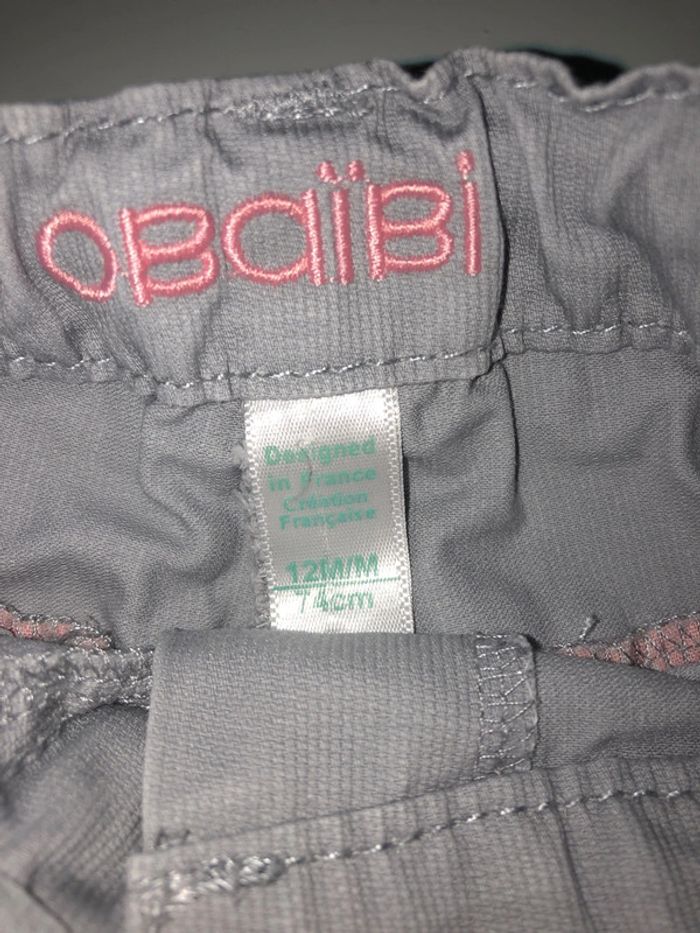 obaïbi
Designed
in France
Création
Française
12M/M
74cm